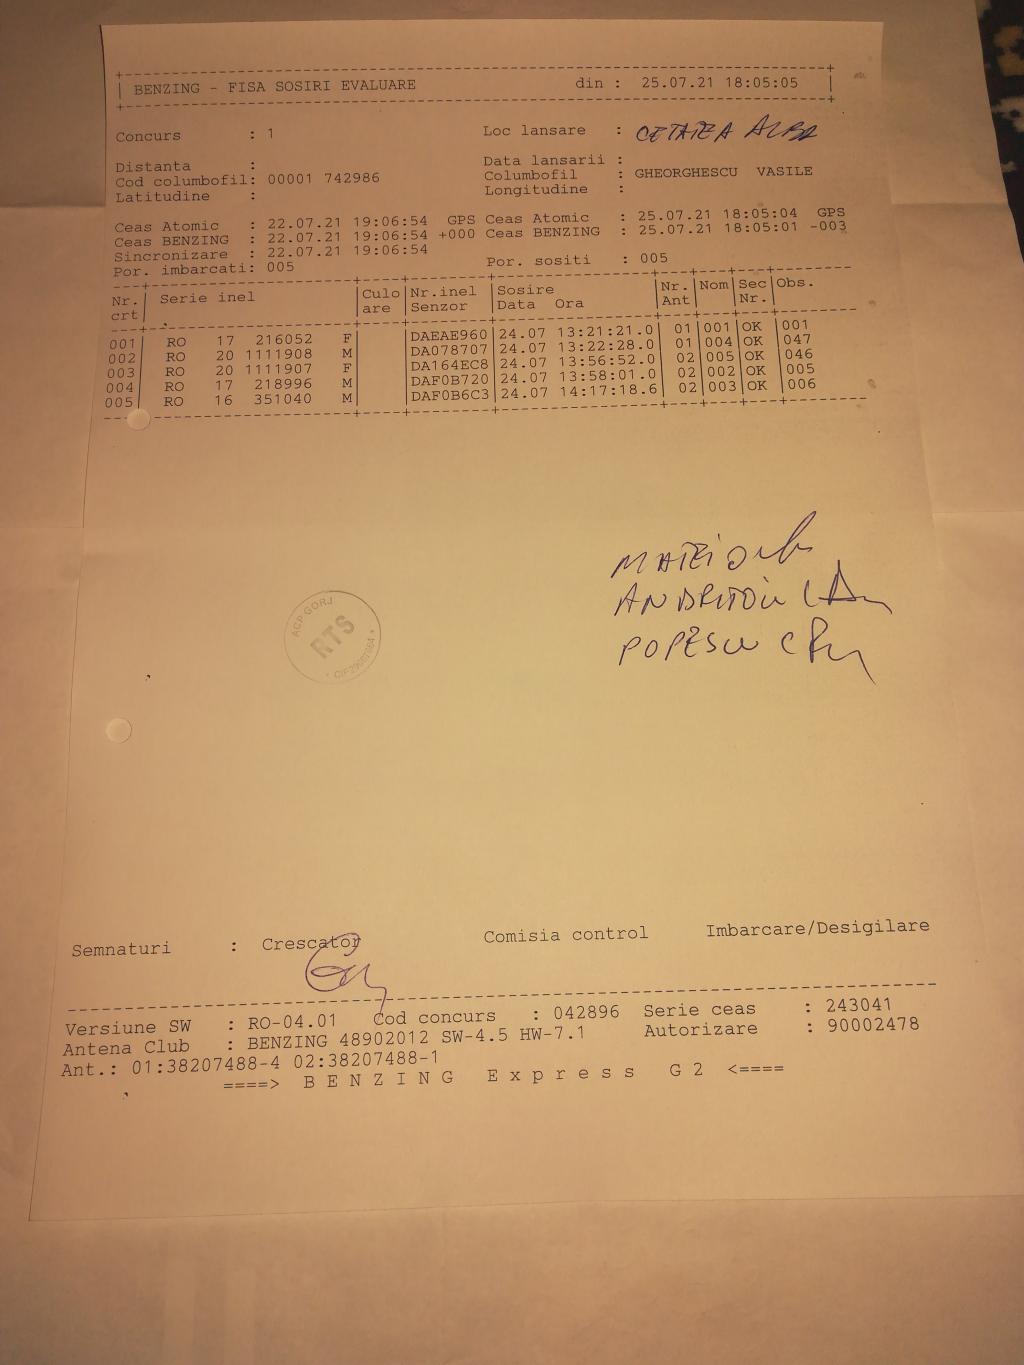 +--------------------------------------------------------------------+
| BENZING - FISA SOSIRI EVALUARE din : 25.07.21 18:05:05 |
+--------------------------------------------------------------------+
Concurs : 1 Loc lansare : CETATEA ALBA
Distanta : Data lansarii :
Cod columbofil: 00001 742986 Columbofil : GHEORGHESCU VASILE
Latitudine : Longitudine :
Ceas Atomic : 22.07.21 19:06:54 GPS Ceas Atomic : 25.07.21 18:05:04 GPS
Ceas BENZING : 22.07.21 19:06:54 +000 Ceas BENZING : 25.07.21 18:05:01 -003
Sincronizare : 22.07.21 19:06:54
Por. imbarcati: 005 Por. sositi : 005
Nr.| Serie inel |Culo|Nr.inel |Sosire |Nr.|Nom|Sec|Obs.
crt| |are |Senzor |Data Ora |Ant| |Nr.|
001| RO 17 216052 F| |DAEAE960|24.07 13:21:21.0| 01|001|OK |001
002| RO 20 1111908 M| |DA078707|24.07 13:22:28.0| 01|004|OK |047
003| RO 20 1111907 F| |DA164EC8|24.07 13:56:52.0| 02|005|OK |046
004| RO 17 218996 M| |DAF0B720|24.07 13:58:01.0| 02|002|OK |005
005| RO 16 351040 M| |DAF0B6C3|24.07 14:17:18.6| 02|003|OK |006
MATEI
ANDRITOIU
POPESCU C
ACP GORJ
RTS
Semnaturi : Crescator Comisia control Imbarcare/Desigilare
Versiune SW : RO-04.01 Cod concurs : 042896 Serie ceas : 243041
Antena Club : BENZING 48902012 SW-4.5 HW-7.1 Autorizare : 90002478
Ant.: 01:38207488-4 02:38207488-1
====> B E N Z I N G E x p r e s s G 2 <====